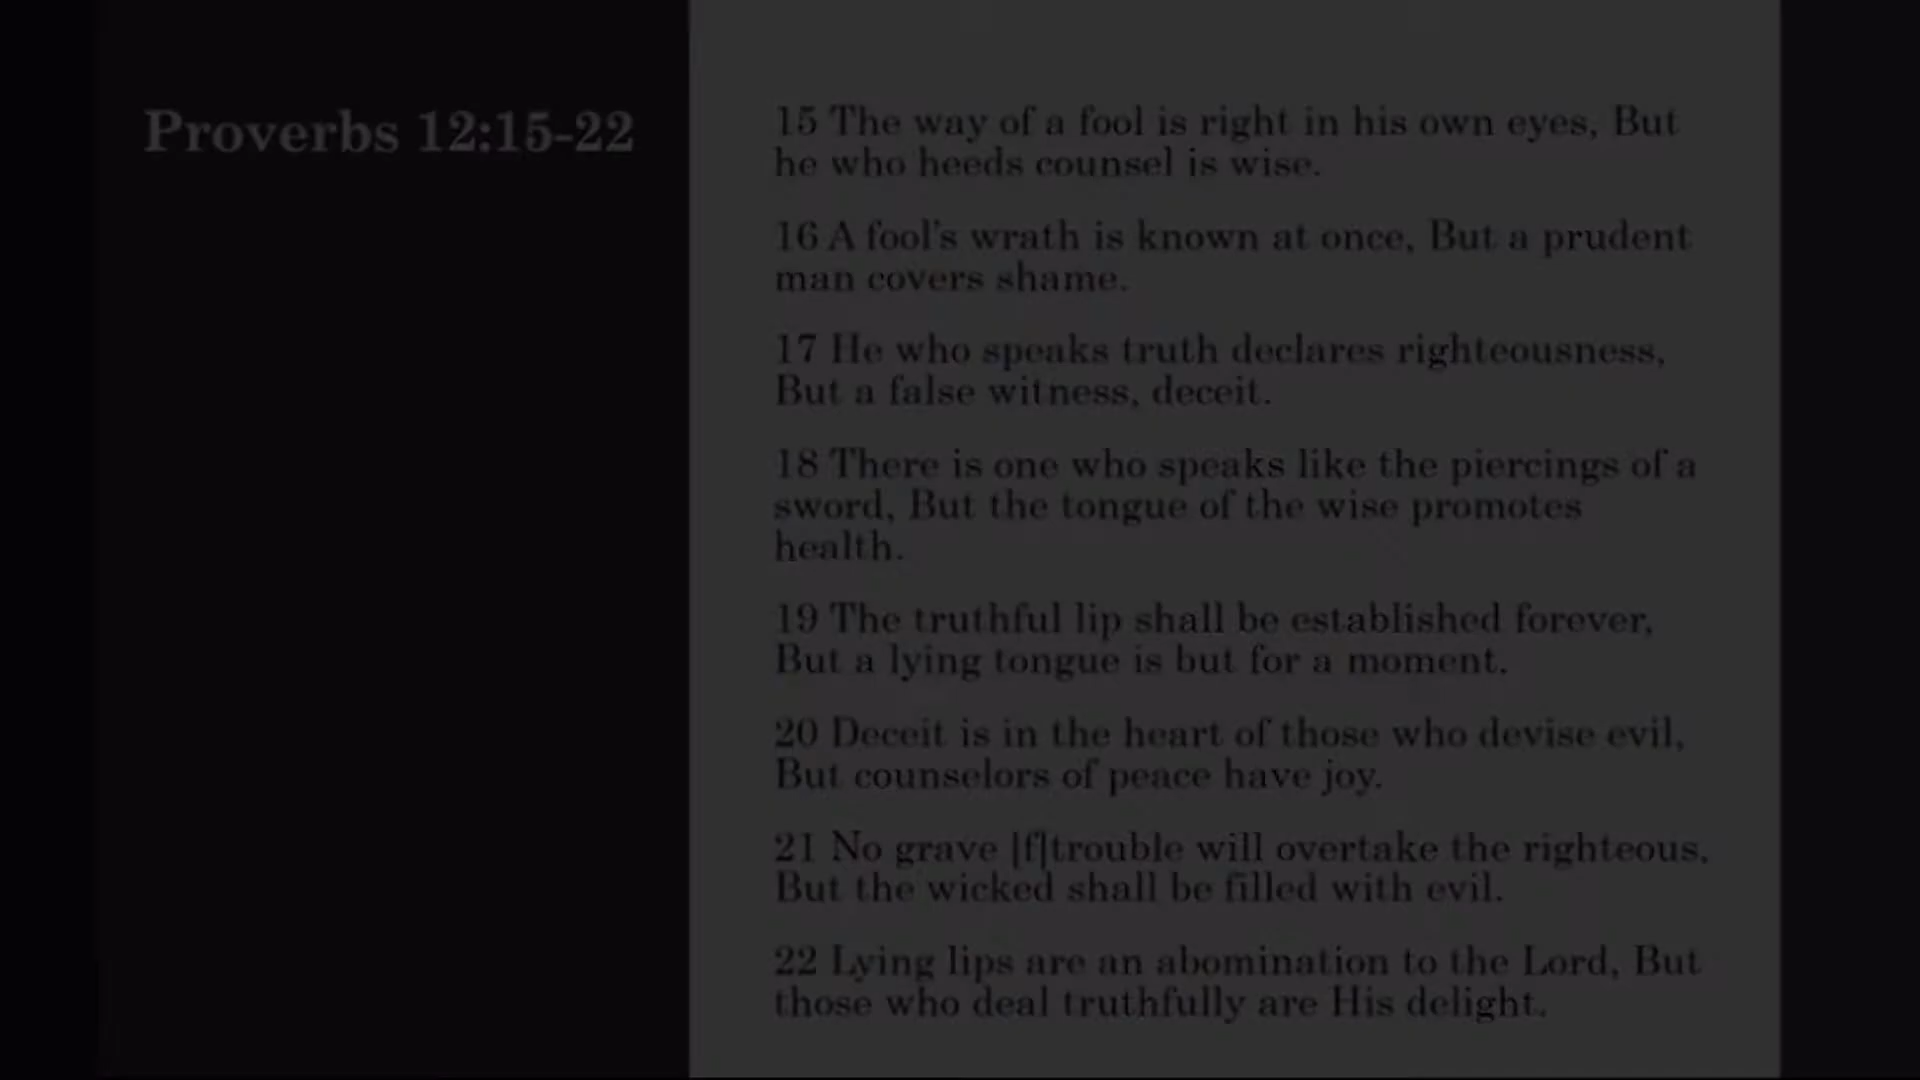 Proverbs 12:15-22
15 The way of a fool is right in his own eyes, But
he who heeds counsel is wise.
16 A fool's wrath is known at once, But a prudent
man covers shame.
17 He who speaks truth declares righteousness,
But a false witness, deceit.
18 There is one who speaks like the piercings of a
sword, But the tongue of the wise promotes
health.
19 The truthful lip shall be established forever,
But a lying tongue is but for a moment.
20 Deceit is in the heart of those who devise evil,
But counselors of peace have joy.
21 No grave [f]trouble will overtake the righteous,
But the wicked shall be filled with evil.
22 Lying lips are an abomination to the Lord, But
those who deal truthfully are His delight.